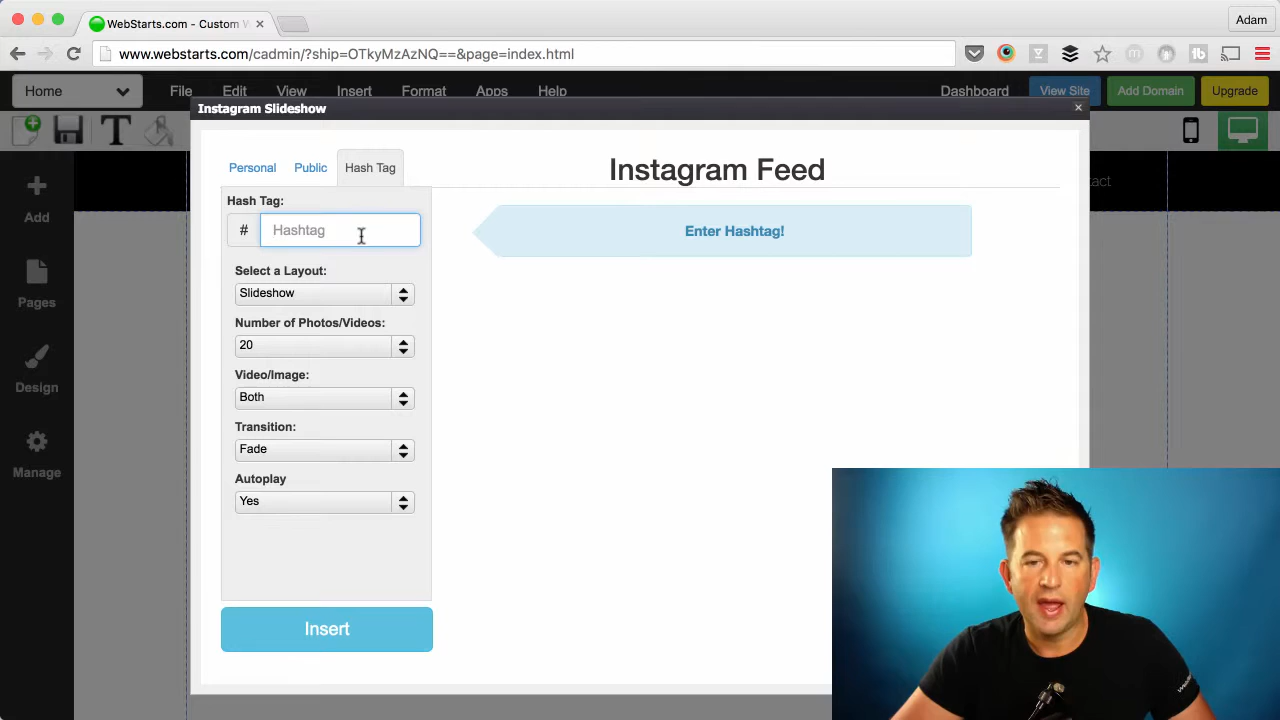 WebStarts.com - Custom W
Adam
www.webstarts.com/cadmin/?ship=OTkyMzAzNQ==&page=index.html
Home
File Edit View Insert Format Apps Help
Dashboard View Site Add Domain Upgrade
Instagram Slideshow
T
Add
Pages
Design
Manage
Personal Public Hash Tag
Instagram Feed
Hash Tag:
# Hashtag
Enter Hashtag!
Select a Layout:
Slideshow
Number of Photos/Videos:
20
Video/Image:
Both
Transition:
Fade
Autoplay
Yes
Insert